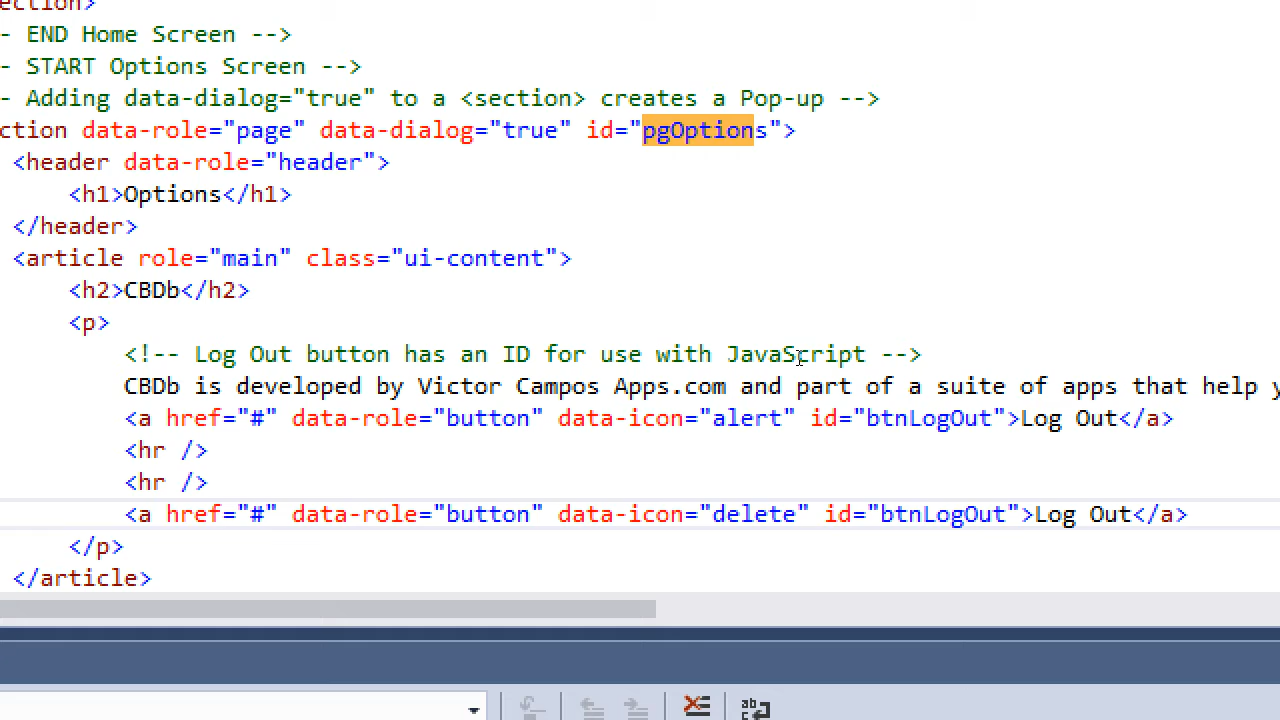 ection>
- END Home Screen -->
- START Options Screen -->
- Adding data-dialog="true" to a <section> creates a Pop-up -->
ction data-role="page" data-dialog="true" id="pgOptions">
<header data-role="header">
<h1>Options</h1>
</header>
<article role="main" class="ui-content">
<h2>CBDb</h2>
<p>
<!-- Log Out button has an ID for use with JavaScript -->
CBDb is developed by Victor Campos Apps.com and part of a suite of apps that help y
<a href="#" data-role="button" data-icon="alert" id="btnLogOut">Log Out</a>
<hr />
<hr />
<a href="#" data-role="button" data-icon="delete" id="btnLogOut">Log Out</a>
</p>
</article>